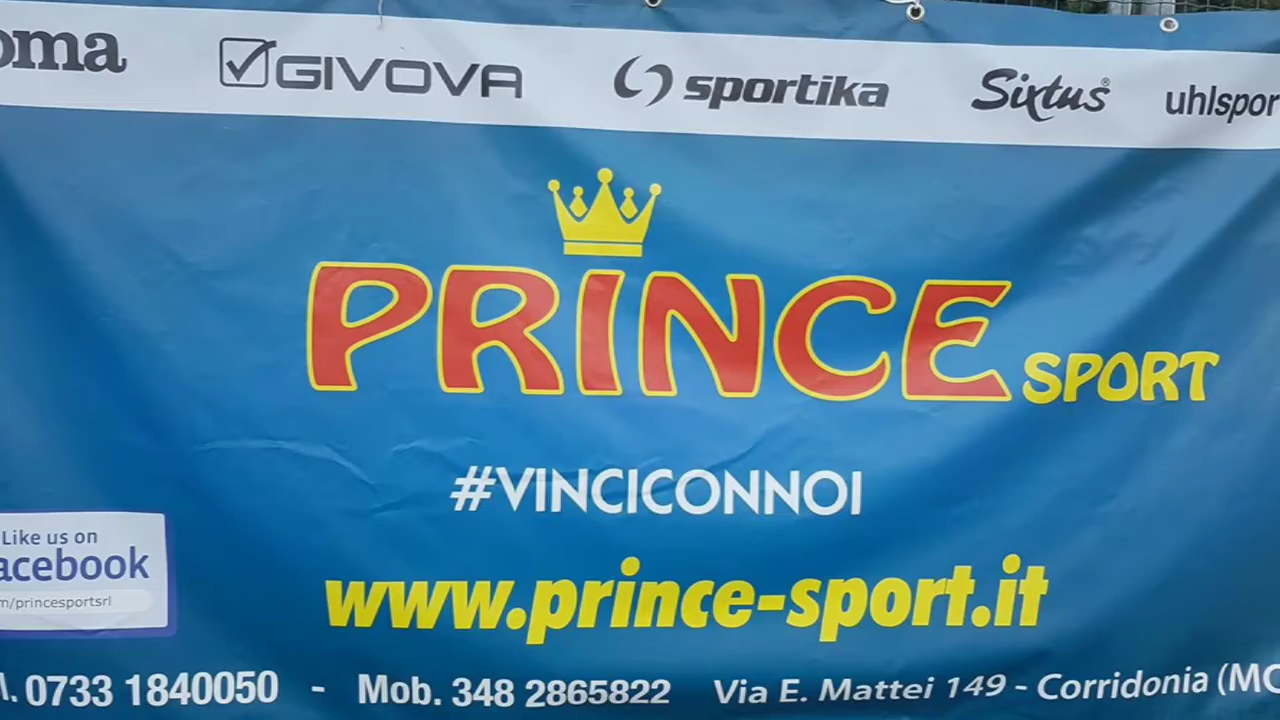 oma GIVOVA sportika Sixtus® uhlspor
PRINCE SPORT
#VINCICONNOI
www.prince-sport.it
Like us on
acebook
m/princesportsrl
l. 0733 1840050 - Mob. 348 2865822 Via E. Mattei 149 - Corridonia (MC